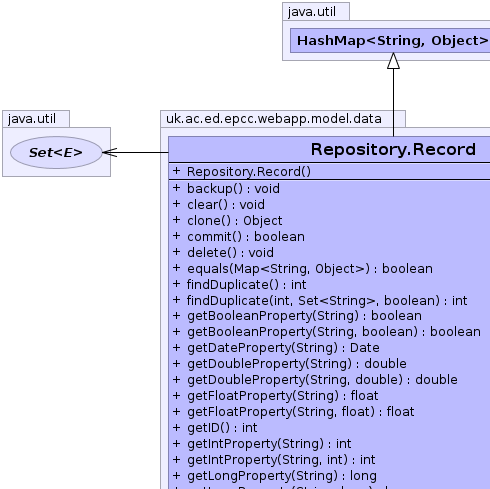 java.util
HashMap<String, Object>
java.util
Set<E>
uk.ac.ed.epcc.webapp.model.data
Repository.Record
+ Repository.Record()
+ backup() : void
+ clear() : void
+ clone() : Object
+ commit() : boolean
+ delete() : void
+ equals(Map<String, Object>) : boolean
+ findDuplicate() : int
+ findDuplicate(int, Set<String>, boolean) : int
+ getBooleanProperty(String) : boolean
+ getBooleanProperty(String, boolean) : boolean
+ getDateProperty(String) : Date
+ getDoubleProperty(String) : double
+ getDoubleProperty(String, double) : double
+ getFloatProperty(String) : float
+ getFloatProperty(String, float) : float
+ getID() : int
+ getIntProperty(String) : int
+ getIntProperty(String, int) : int
+ getLongProperty(String) : long